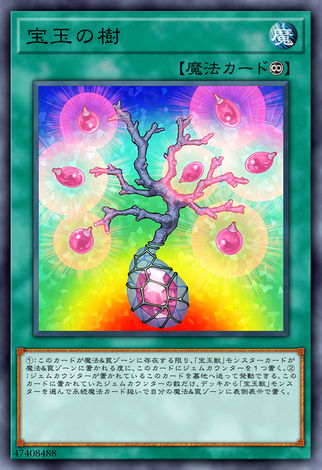 宝玉の樹
魔
【魔法カード♾】
①:このカードが魔法&罠ゾーンに存在する限り、「宝玉獣」モンスターカードが
魔法&罠ゾーンに置かれる度に、このカードにジェムカウンターを1つ置く。②
:ジェムカウンターが置かれているこのカードを墓地へ送って発動できる。この
カードに置かれていたジェムカウンターの数だけ、デッキから「宝玉獣」モンス
ターを選んで永続魔法カード扱いで自分の魔法&罠ゾーンに表側表示で置く。
47408488